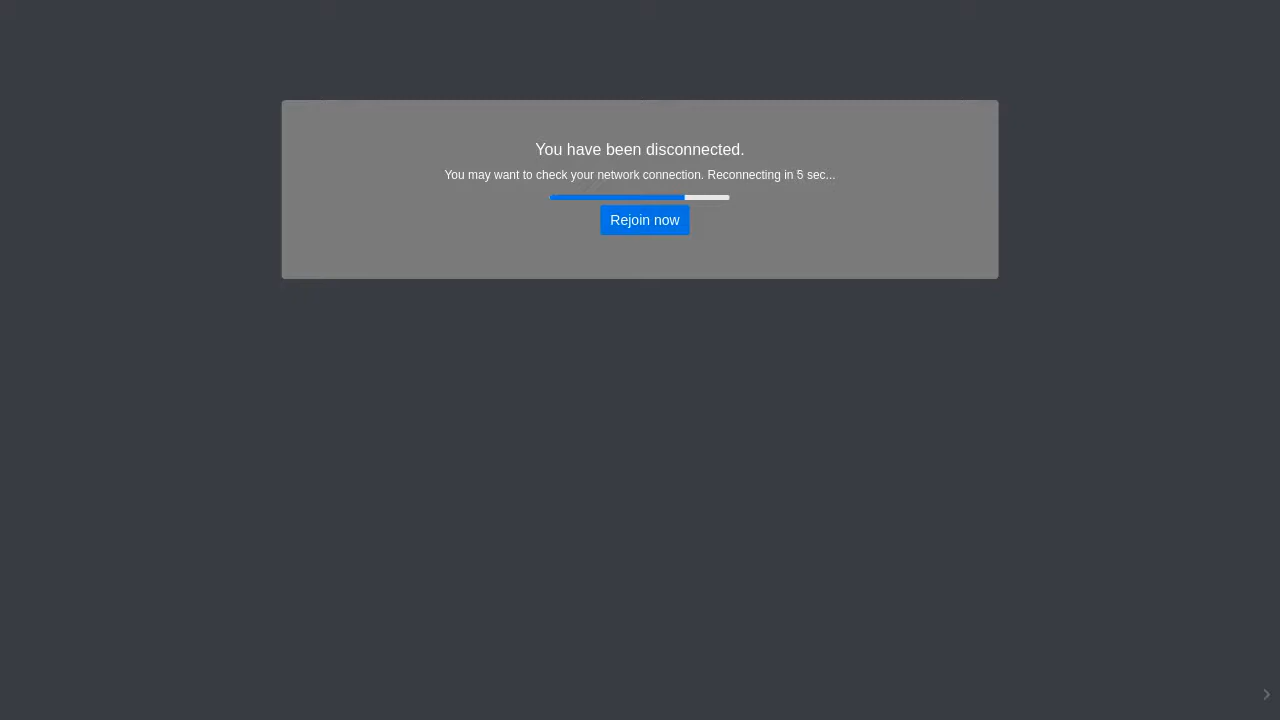 You have been disconnected.
You may want to check your network connection. Reconnecting in 5 sec...
Rejoin now